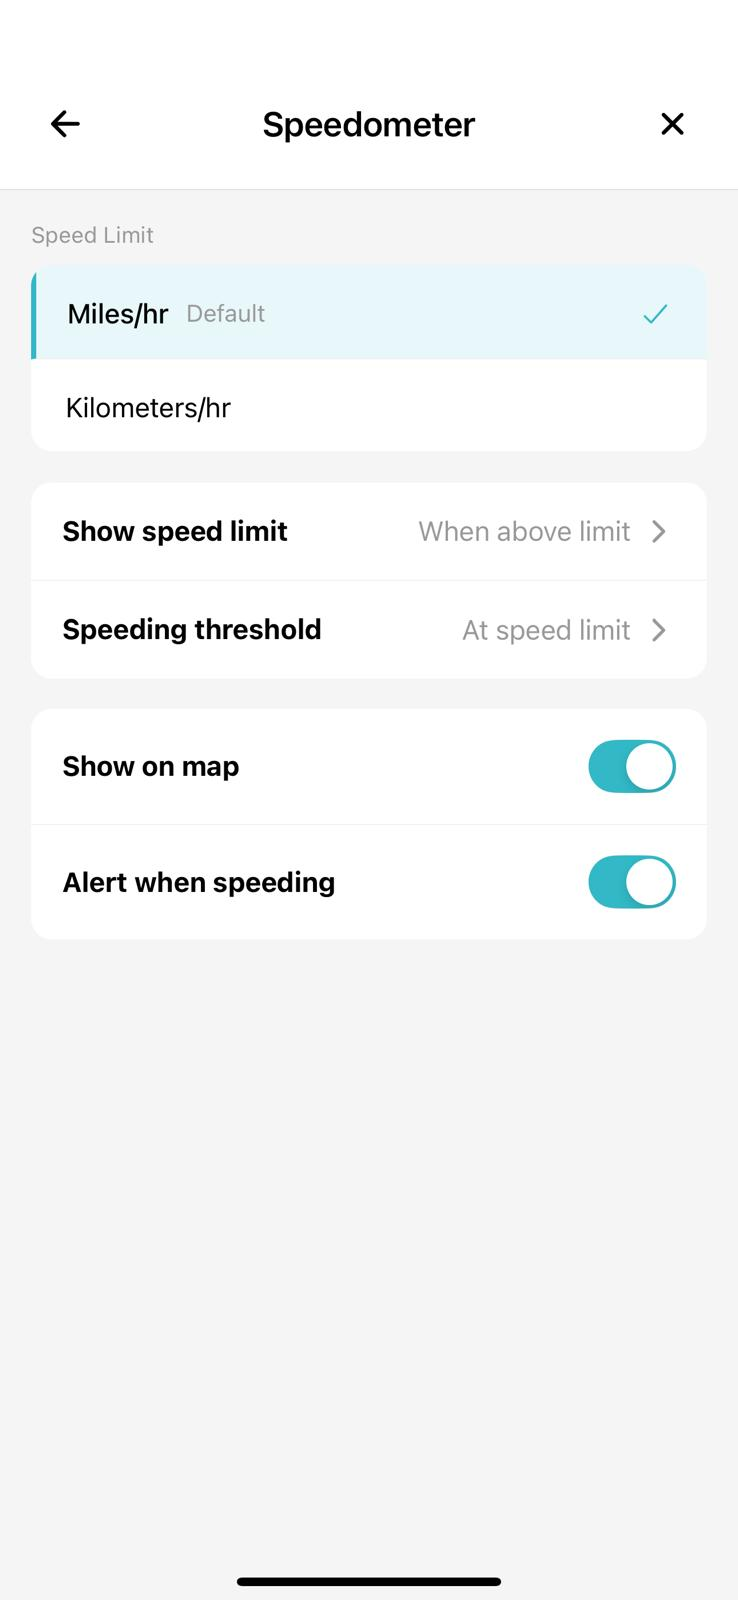 Speedometer
Speed Limit
Miles/hr Default
Kilometers/hr
Show speed limit When above limit
Speeding threshold At speed limit
Show on map
Alert when speeding